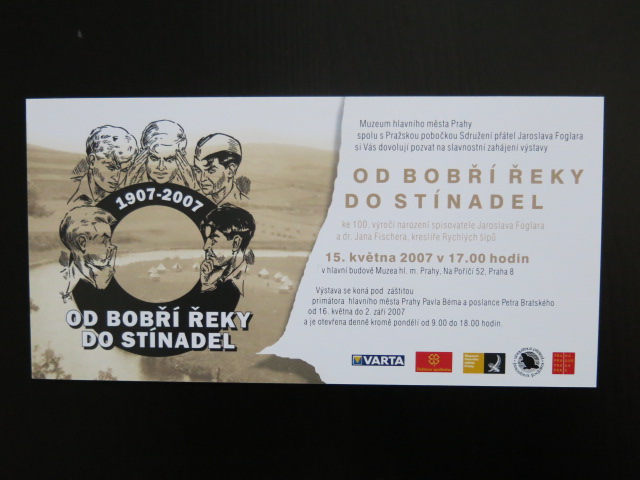 1907-2007
OD BOBŘÍ ŘEKY
DO STÍNADEL
Muzeum hlavního města Prahy
spolu s Pražskou pobočkou Sdružení přátel Jaroslava Foglara
si Vás dovolují pozvat na slavnostní zahájení výstavy
OD BOBŘÍ ŘEKY
DO STÍNADEL
ke 100. výročí narození spisovatele Jaroslava Foglara
a dr. Jana Fischera, kreslíře Rychlých šípů
15. května 2007 v 17.00 hodin
v hlavní budově Muzea hl. m. Prahy, Na Poříčí 52, Praha 8
Výstava se koná pod záštitou
primátora hlavního města Prahy Pavla Béma a poslance Petra Bratského
od 16. května do 2. září 2007
a je otevřena denně kromě pondělí od 9.00 do 18.00 hodin.
VARTA